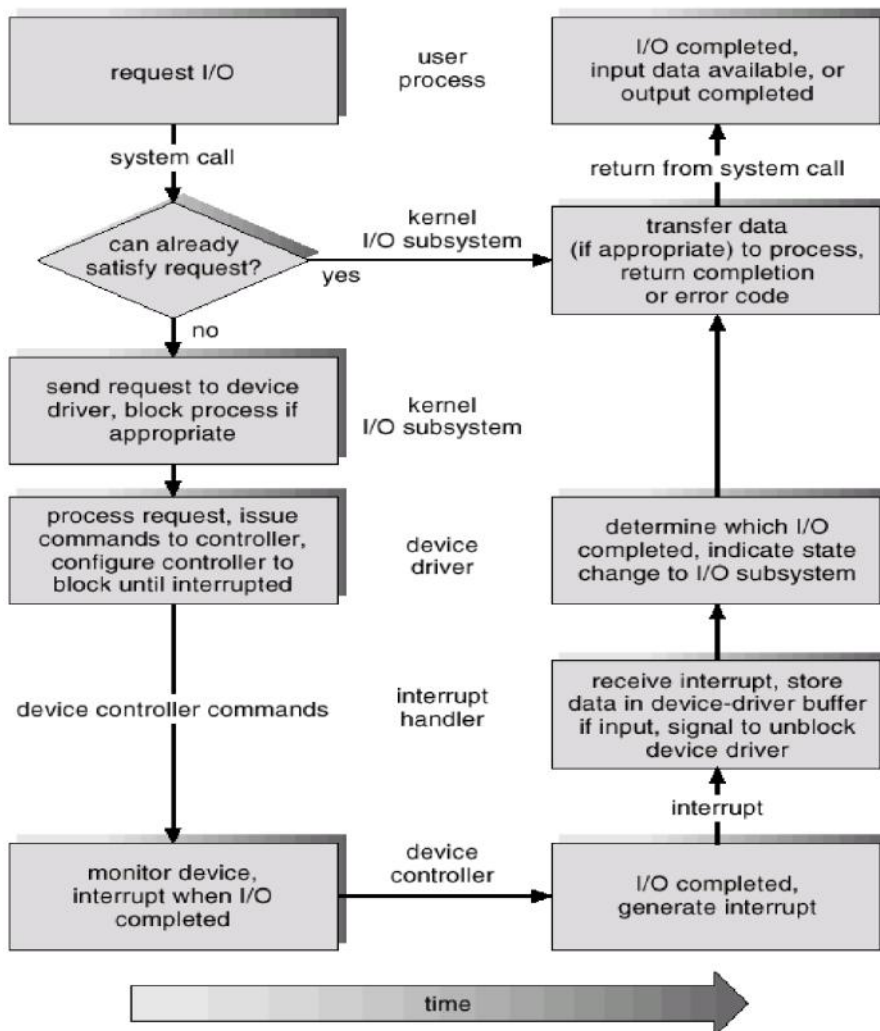 request I/O
user
process
I/O completed,
input data available, or
output completed
system call
return from system call
can already
satisfy request?
yes
no
kernel
I/O subsystem
transfer data
(if appropriate) to process,
return completion
or error code
send request to device
driver, block process if
appropriate
kernel
I/O subsystem
process request, issue
commands to controller,
configure controller to
block until interrupted
device
driver
determine which I/O
completed, indicate state
change to I/O subsystem
device controller commands
interrupt
handler
receive interrupt, store
data in device-driver buffer
if input, signal to unblock
device driver
interrupt
monitor device,
interrupt when I/O
completed
device
controller
I/O completed,
generate interrupt
time